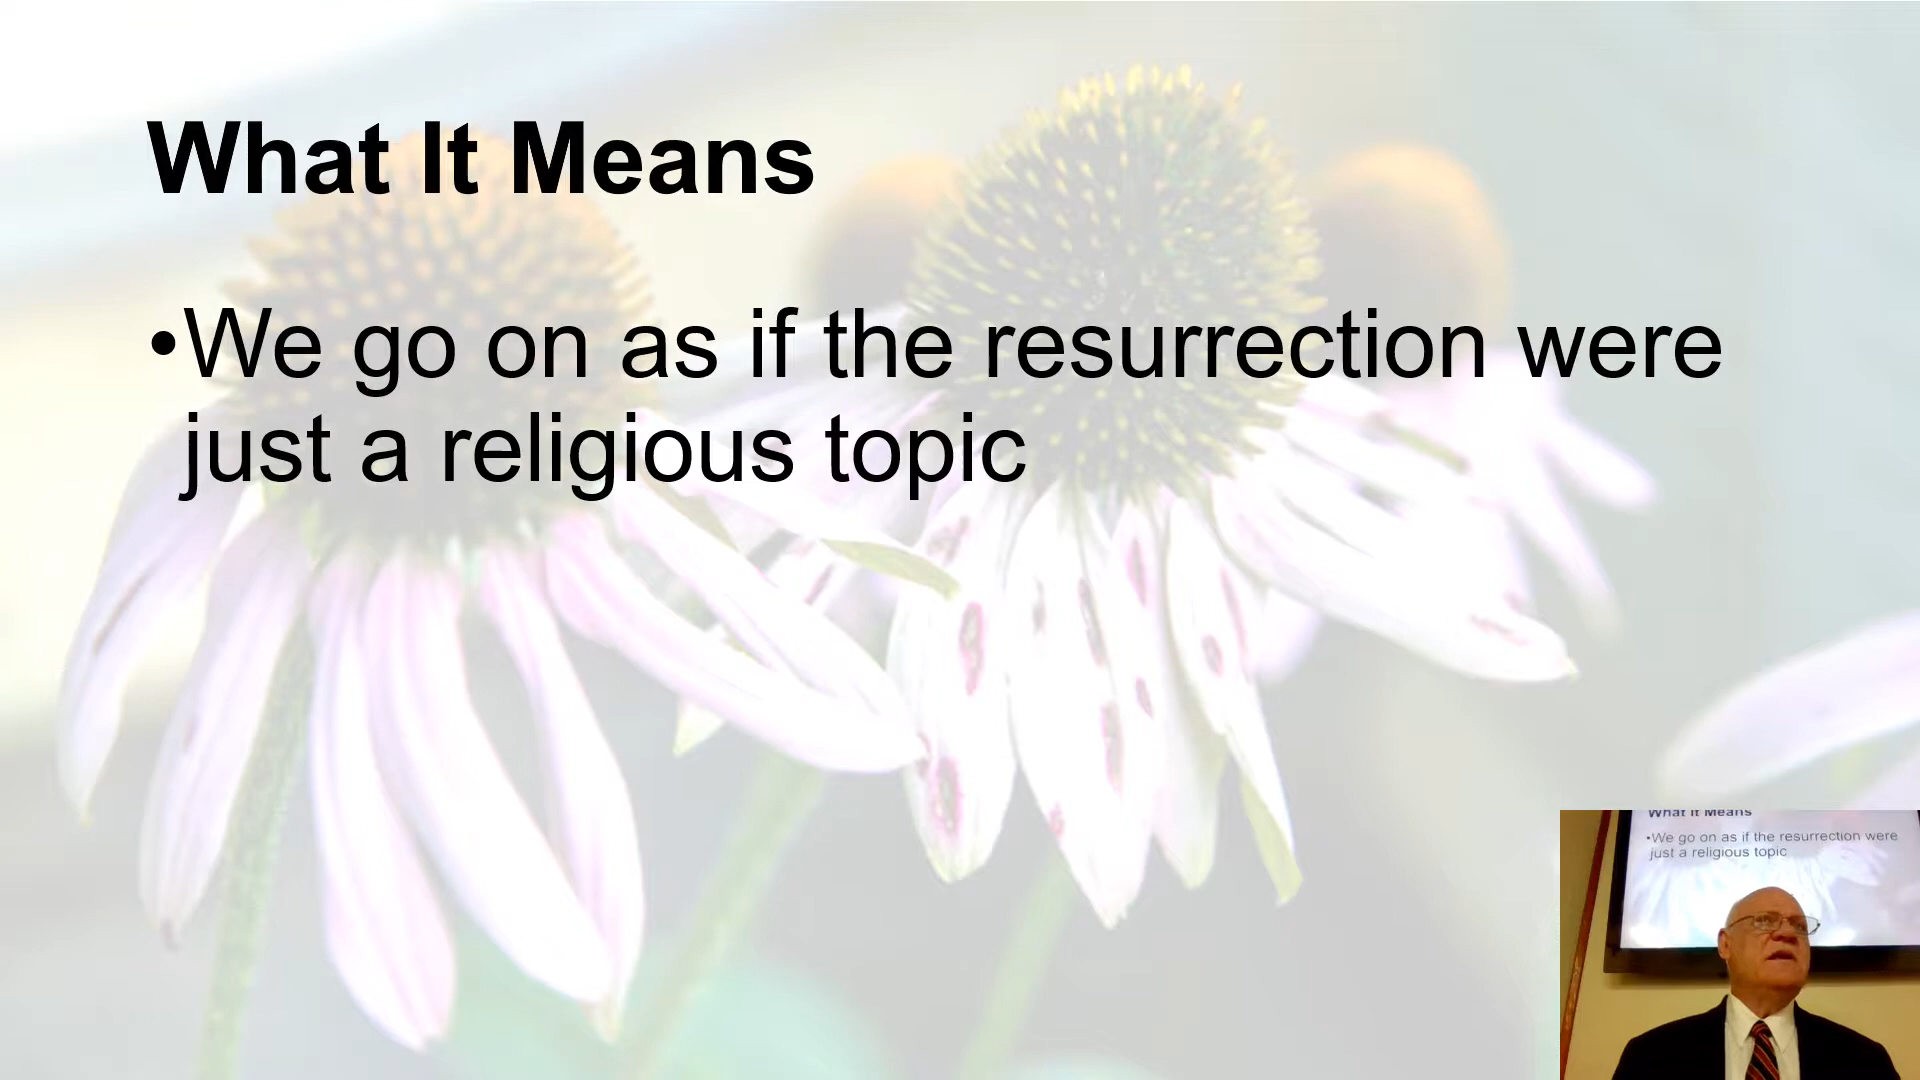 What It Means
•We go on as if the resurrection were
just a religious topic
What It Means
•We go on as if the resurrection were
just a religious topic